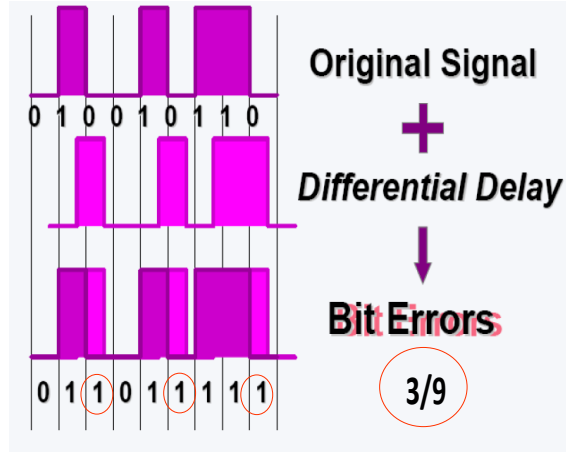 Original Signal
0 1 0 0 1 0 1 1 0
+
Differential Delay
Bit Errors
0 1 1 0 1 1 1 1 1
3/9